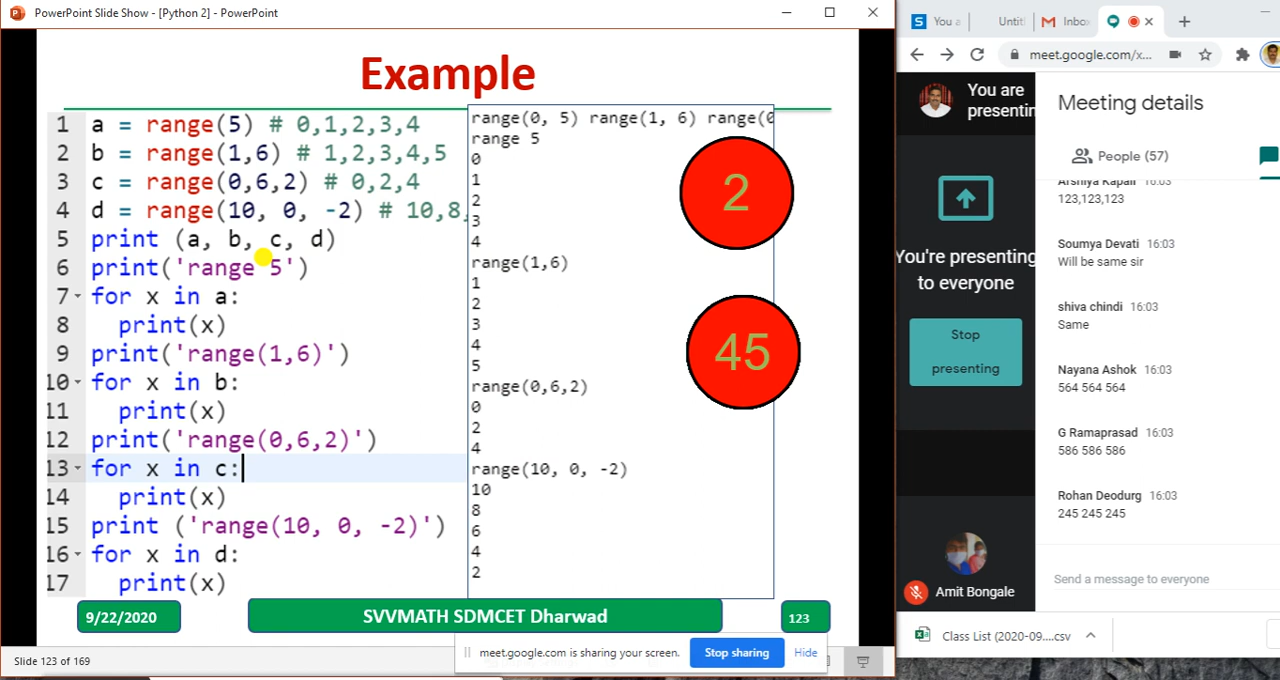 PowerPoint Slide Show - [Python 2] - PowerPoint
Example
1 a = range(5) # 0,1,2,3,4
2 b = range(1,6) # 1,2,3,4,5
3 c = range(0,6,2) # 0,2,4
4 d = range(10, 0, -2) # 10,8,
5 print (a, b, c, d)
6 print('range 5')
7 for x in a:
8 print(x)
9 print('range(1,6)')
10 for x in b:
11 print(x)
12 print('range(0,6,2)')
13 for x in c:
14 print(x)
15 print ('range(10, 0, -2)')
16 for x in d:
17 print(x)
range(0, 5) range(1, 6) range(0
range 5
0
1
2
3
4
range(1,6)
1
2
3
4
5
range(0,6,2)
0
2
4
range(10, 0, -2)
10
8
6
4
2
2
45
9/22/2020
SVVMATH SDMCET Dharwad
123
Slide 123 of 169
meet.google.com is sharing your screen.
Stop sharing
Hide
S You a
Untitl
Inbox
meet.google.com/x...
You are
presentin
You're presenting
to everyone
Stop
presenting
Amit Bongale
Meeting details
People (57)
16:03
123,123,123
Soumya Devati 16:03
Will be same sir
shiva chindi 16:03
Same
Nayana Ashok 16:03
564 564 564
G Ramaprasad 16:03
586 586 586
Rohan Deodurg 16:03
245 245 245
Send a message to everyone
Class List (2020-09....csv